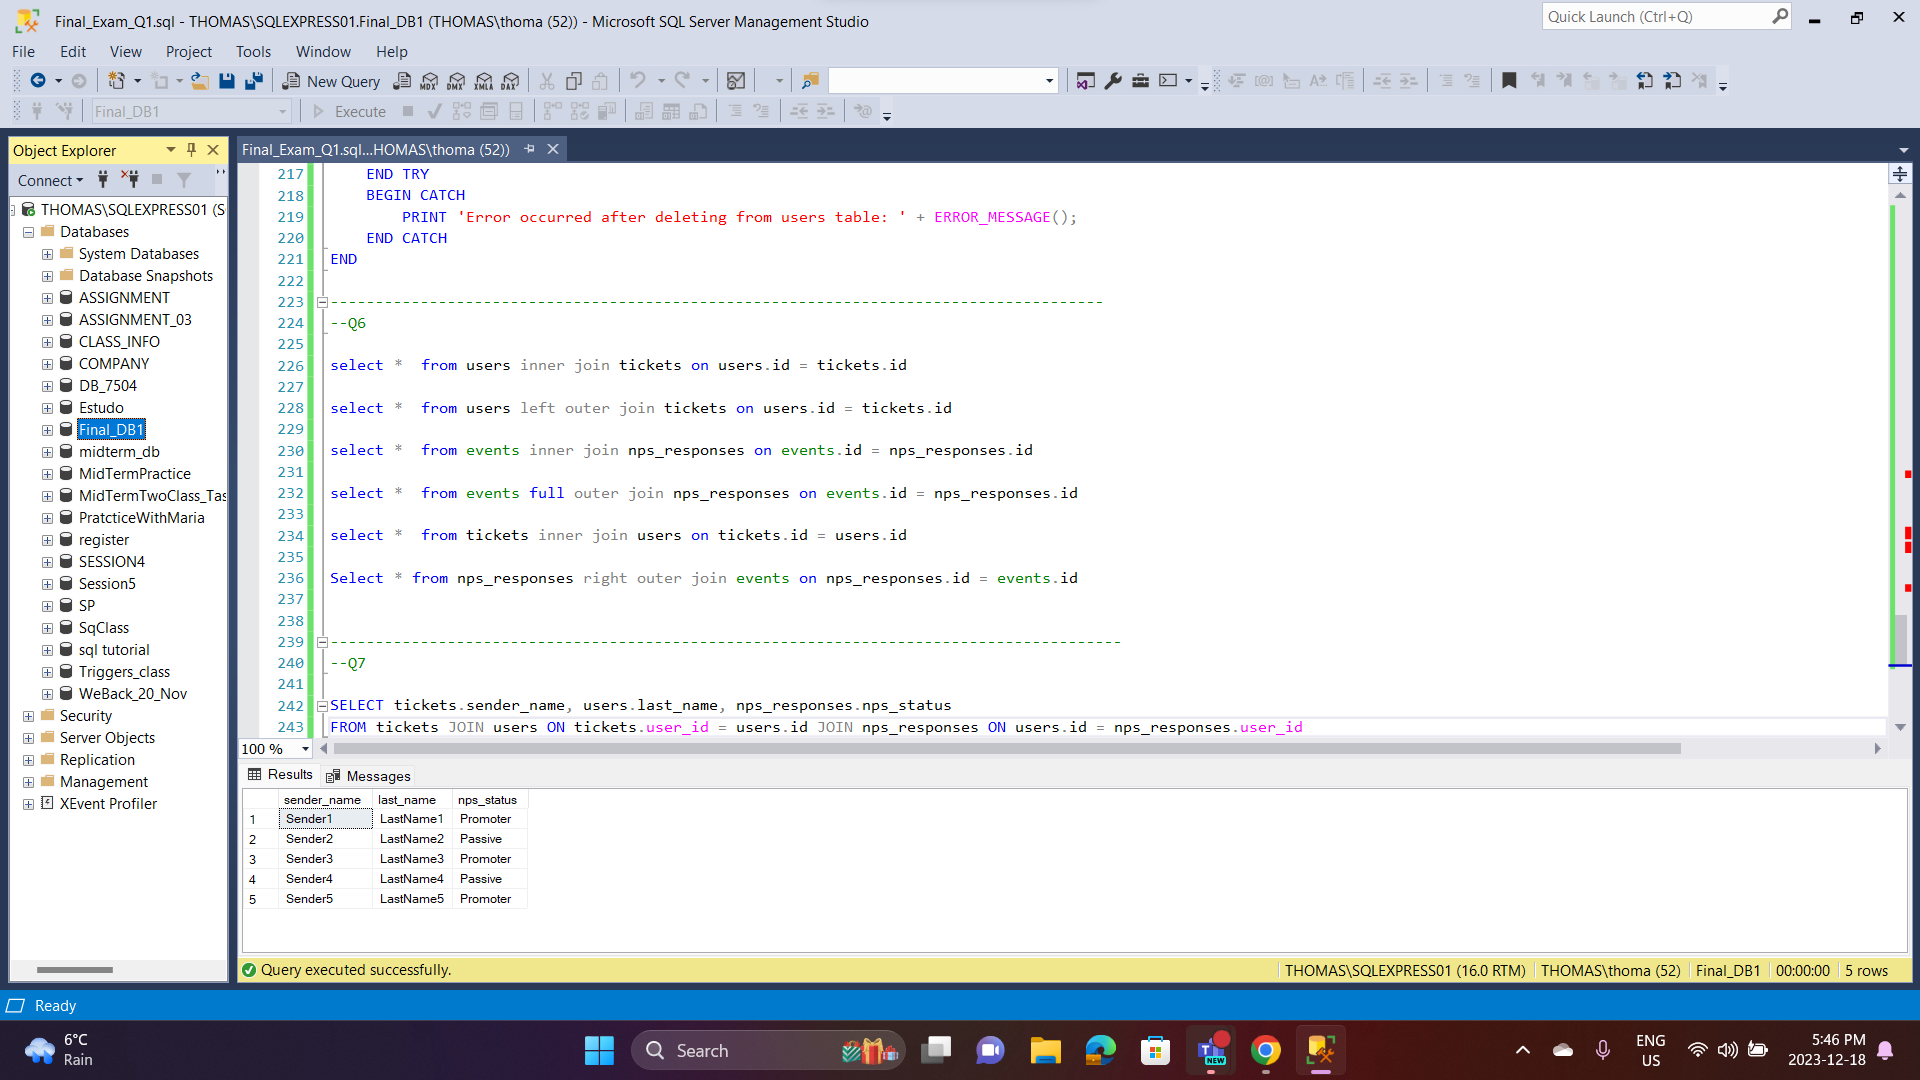 Final_Exam_Q1.sql - THOMAS\SQLEXPRESS01.Final_DB1 (THOMAS\thoma (52)) - Microsoft SQL Server Management Studio
Quick Launch (Ctrl+Q)
File Edit View Project Tools Window Help
New Query MDX DMX XMLA DAX
Final_DB1 Execute
Object Explorer
Connect
THOMAS\SQLEXPRESS01 (S
Databases
System Databases
Database Snapshots
ASSIGNMENT
ASSIGNMENT_03
CLASS_INFO
COMPANY
DB_7504
Estudo
Final_DB1
midterm_db
MidTermPractice
MidTermTwoClass_Tas
PratcticeWithMaria
register
SESSION4
Session5
SP
SqClass
sql tutorial
Triggers_class
WeBack_20_Nov
Security
Server Objects
Replication
Management
XEvent Profiler
Final_Exam_Q1.sql...HOMAS\thoma (52))
217 END TRY
218 BEGIN CATCH
219 PRINT 'Error occurred after deleting from users table: ' + ERROR_MESSAGE();
220 END CATCH
221 END
222
223 --------------------------------------------------------------------------------------
224 --Q6
225
226 select * from users inner join tickets on users.id = tickets.id
227
228 select * from users left outer join tickets on users.id = tickets.id
229
230 select * from events inner join nps_responses on events.id = nps_responses.id
231
232 select * from events full outer join nps_responses on events.id = nps_responses.id
233
234 select * from tickets inner join users on tickets.id = users.id
235
236 Select * from nps_responses right outer join events on nps_responses.id = events.id
237
238
239 ----------------------------------------------------------------------------------------
240 --Q7
241
242 SELECT tickets.sender_name, users.last_name, nps_responses.nps_status
243 FROM tickets JOIN users ON tickets.user_id = users.id JOIN nps_responses ON users.id = nps_responses.user_id
100 %
Results Messages
sender_name last_name nps_status
1 Sender1 LastName1 Promoter
2 Sender2 LastName2 Passive
3 Sender3 LastName3 Promoter
4 Sender4 LastName4 Passive
5 Sender5 LastName5 Promoter
Query executed successfully.
THOMAS\SQLEXPRESS01 (16.0 RTM) THOMAS\thoma (52) Final_DB1 00:00:00 5 rows
Ready
6°C
Rain
Search
NEW
ENG
US
5:46 PM
2023-12-18